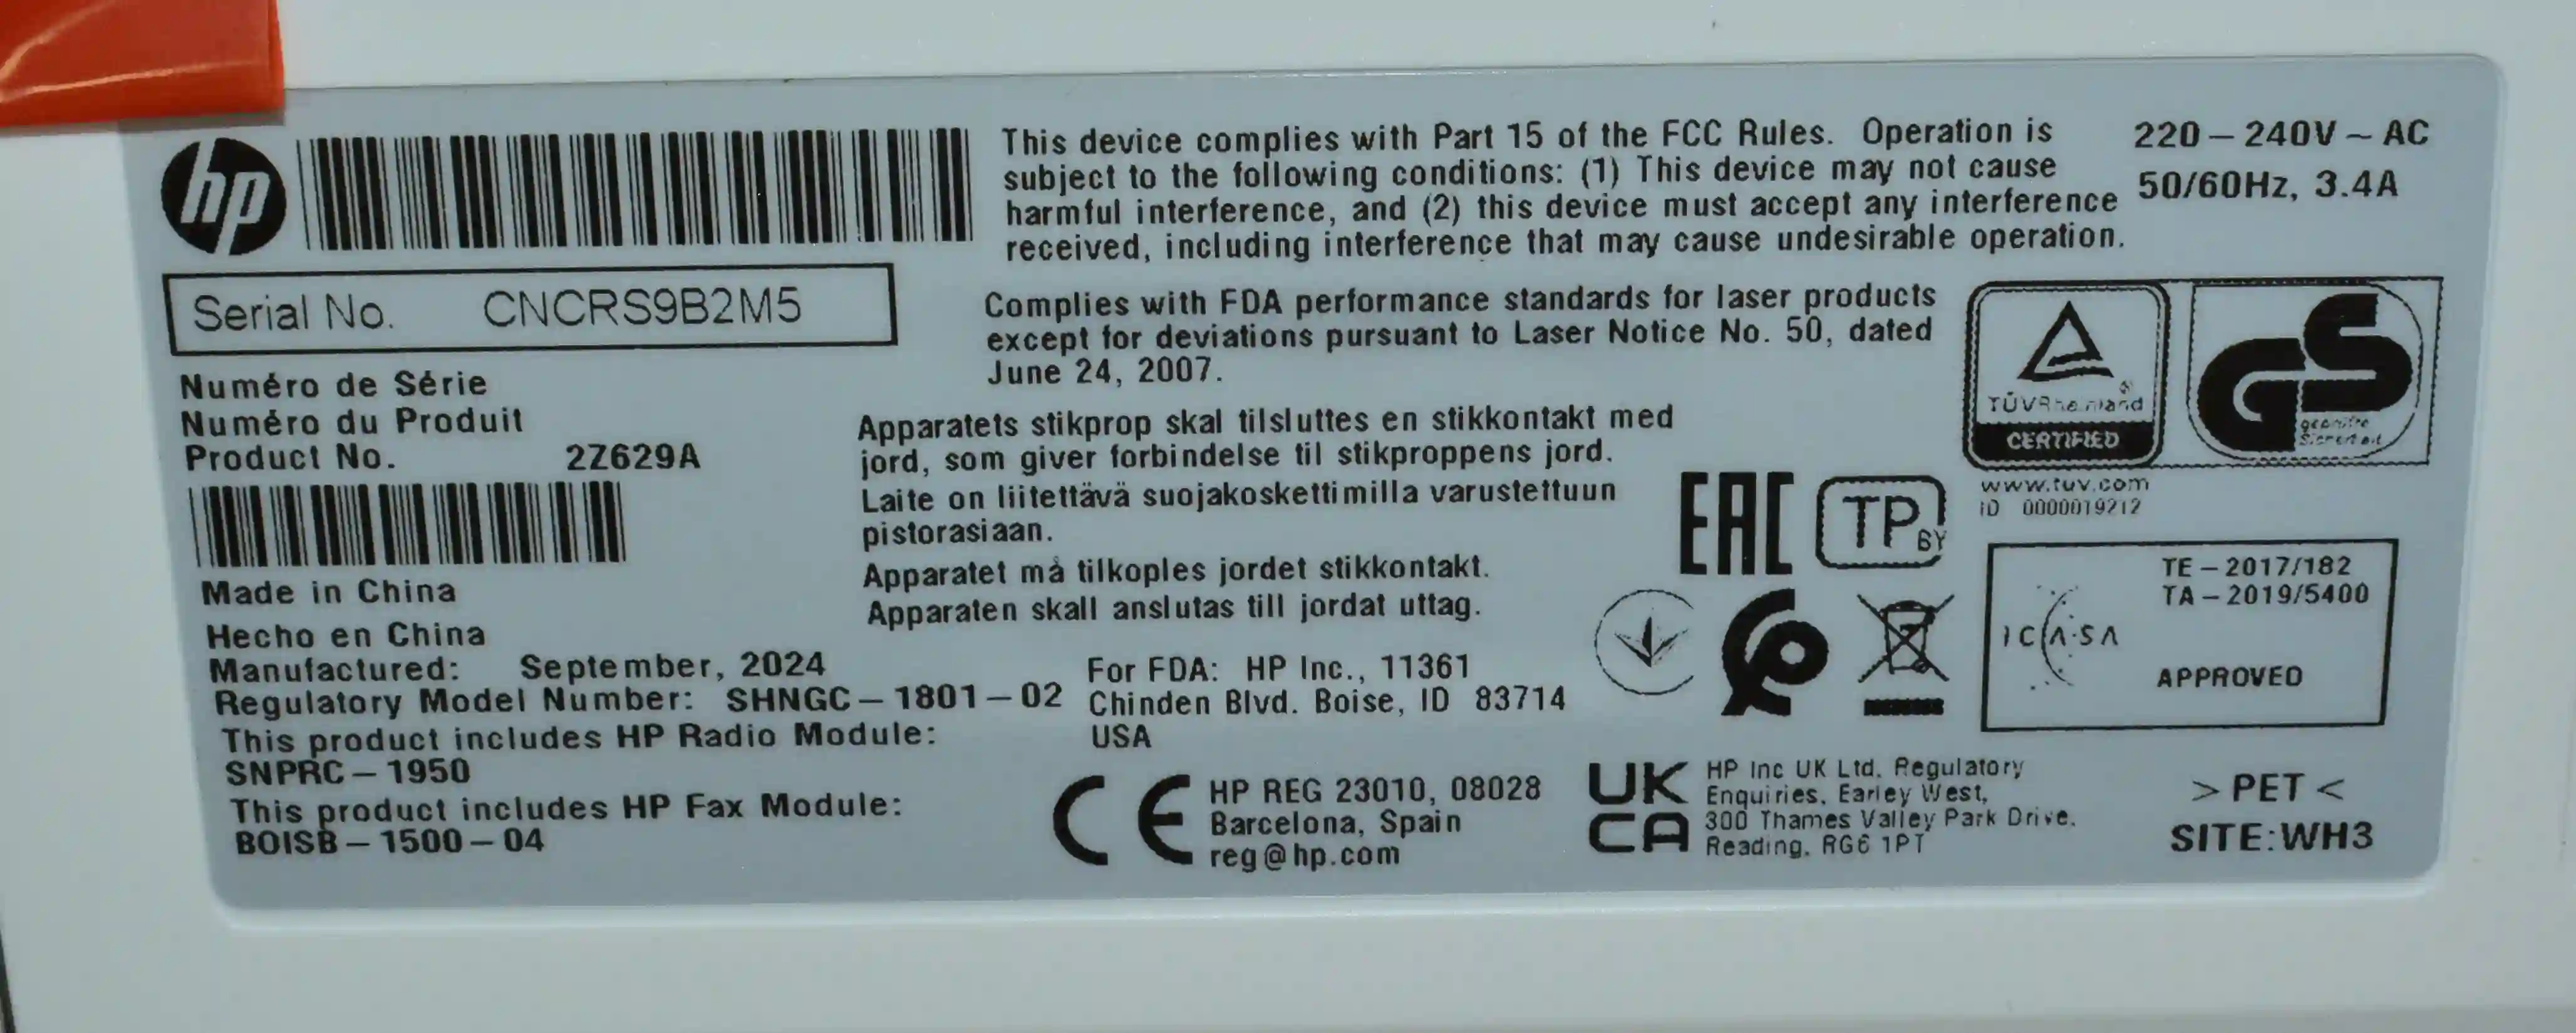 hp
Serial No. CNCRS9B2M5
Numéro de Série
Numéro du Produit
Product No. 2Z629A
Made in China
Hecho en China
Manufactured: September, 2024
Regulatory Model Number: SHNGC-1801-02
This product includes HP Radio Module:
SNPRC-1950
This product includes HP Fax Module:
BOISB-1500-04
This device complies with Part 15 of the FCC Rules. Operation is
subject to the following conditions: (1) This device may not cause
harmful interference, and (2) this device must accept any interference
received, including interference that may cause undesirable operation.
Complies with FDA performance standards for laser products
except for deviations pursuant to Laser Notice No. 50, dated
June 24, 2007.
Apparatets stikprop skal tilsluttes en stikkontakt med
jord, som giver forbindelse til stikproppens jord.
Laite on liitettävä suojakoskettimilla varustettuun
pistorasiaan.
Apparatet må tilkoples jordet stikkontakt.
Apparaten skall anslutas till jordat uttag.
For FDA: HP Inc., 11361
Chinden Blvd. Boise, ID 83714
USA
CE
HP REG 23010, 08028
Barcelona, Spain
reg@hp.com
220-240V~AC
50/60Hz, 3.4A
TÜVRheinland
CERTIFIED
GS
geprüfte
Sicherheit
www.tuv.com
ID 0000019212
EAC
TP
BY
TE-2017/182
TA-2019/5400
ICASA
APPROVED
UK
CA
HP Inc UK Ltd. Regulatory
Enquiries, Earley West,
300 Thames Valley Park Drive.
Reading, RG6 1PT
>PET<
SITE:WH3